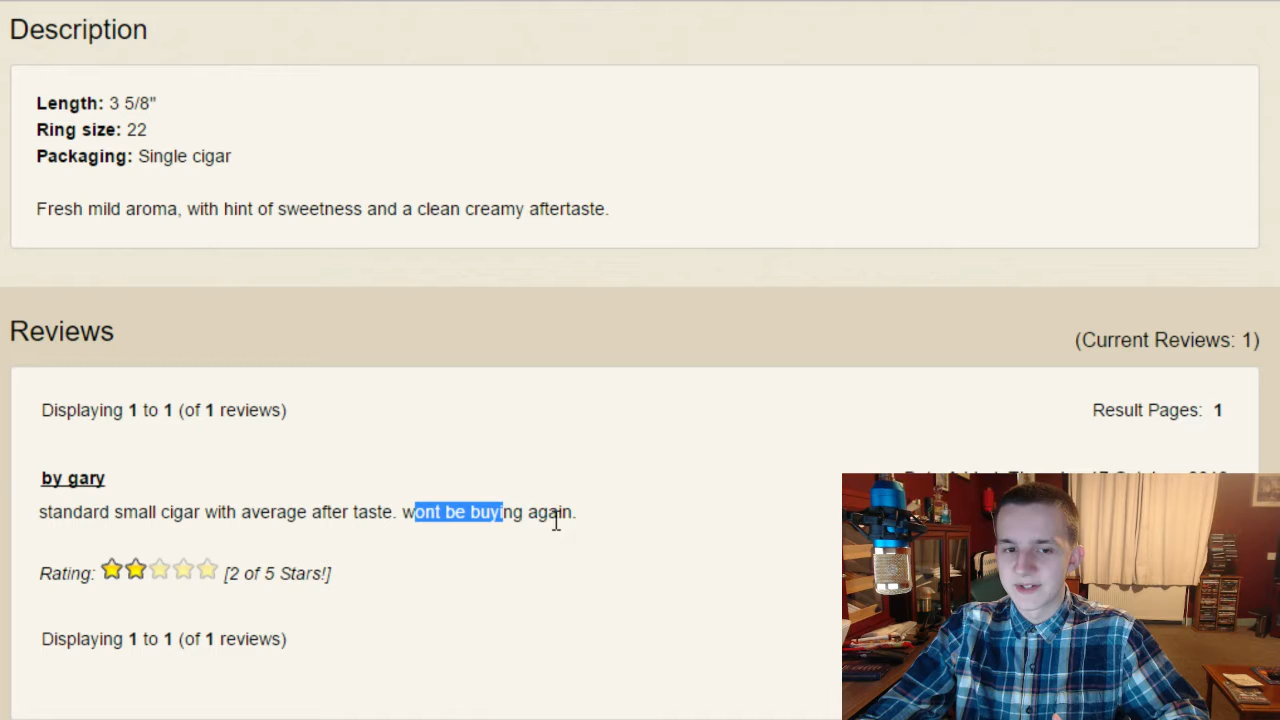 Description
Length: 3 5/8"
Ring size: 22
Packaging: Single cigar
Fresh mild aroma, with hint of sweetness and a clean creamy aftertaste.
Reviews
(Current Reviews: 1)
Displaying 1 to 1 (of 1 reviews)
Result Pages: 1
by gary
standard small cigar with average after taste. wont be buying again.
Rating: [2 of 5 Stars!]
Displaying 1 to 1 (of 1 reviews)